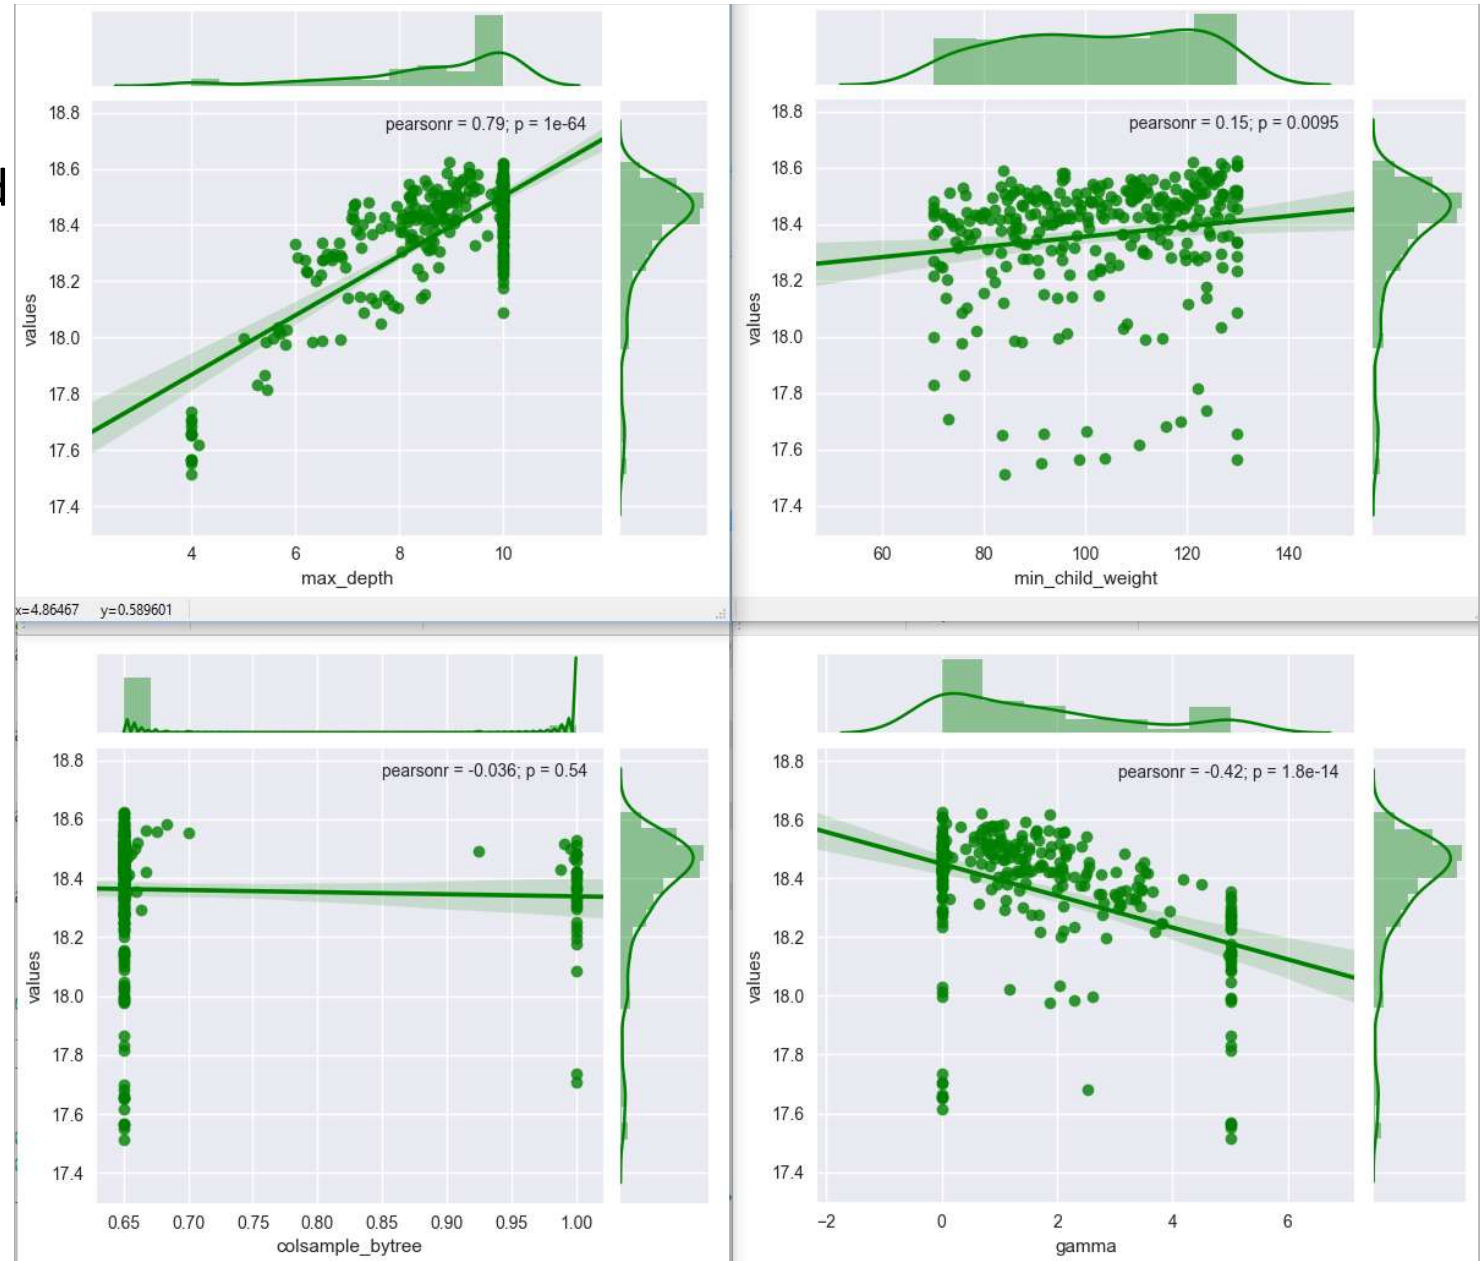 pearsonr = 0.79; p = 1e-64
18.8
18.6
18.4
18.2
18.0
17.8
17.6
17.4
values
4 6 8 10
max_depth
x=4.86467 y=0.589601
pearsonr = 0.15; p = 0.0095
18.8
18.6
18.4
18.2
18.0
17.8
17.6
17.4
values
60 80 100 120 140
min_child_weight
pearsonr = -0.036; p = 0.54
18.8
18.6
18.4
18.2
18.0
17.8
17.6
17.4
values
0.65 0.70 0.75 0.80 0.85 0.90 0.95 1.00
colsample_bytree
pearsonr = -0.42; p = 1.8e-14
18.8
18.6
18.4
18.2
18.0
17.8
17.6
17.4
values
−2 0 2 4 6
gamma